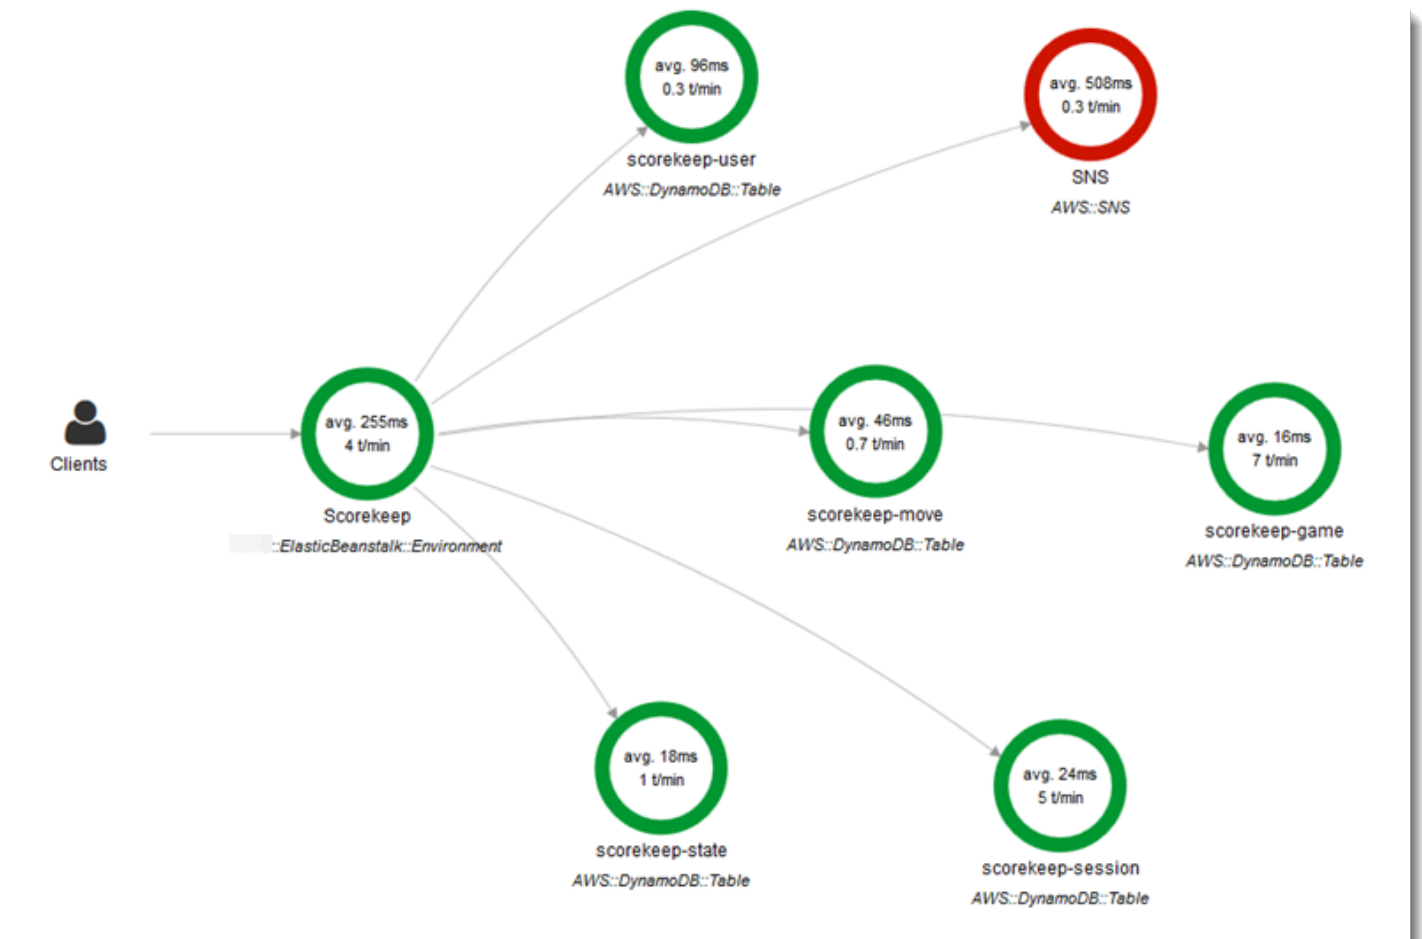 avg. 96ms
0.3 t/min
scorekeep-user
AWS::DynamoDB::Table
avg. 508ms
0.3 t/min
SNS
AWS::SNS
Clients
avg. 255ms
4 t/min
Scorekeep
::ElasticBeanstalk::Environment
avg. 46ms
0.7 t/min
scorekeep-move
AWS::DynamoDB::Table
avg. 16ms
7 t/min
scorekeep-game
AWS::DynamoDB::Table
avg. 18ms
1 t/min
scorekeep-state
AWS::DynamoDB::Table
avg. 24ms
5 t/min
scorekeep-session
AWS::DynamoDB::Table